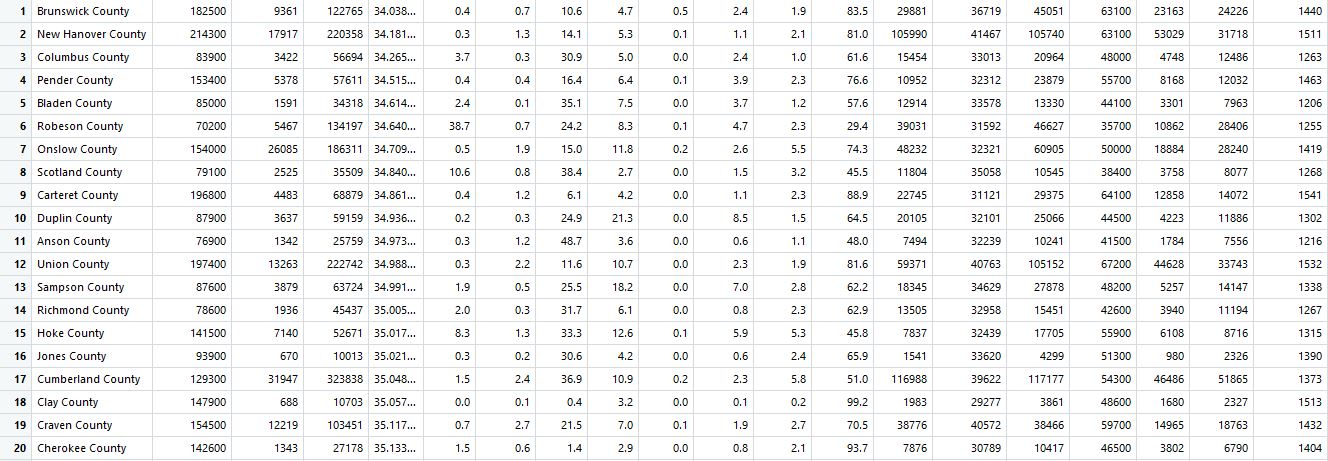 1 Brunswick County 182500 9361 122765 34.038... 0.4 0.7 10.6 4.7 0.5 2.4 1.9 83.5 29881 36719 45051 63100 23163 24226 1440
2 New Hanover County 214300 17917 220358 34.181... 0.3 1.3 14.1 5.3 0.1 1.1 2.1 81.0 105990 41467 105740 63100 53029 31718 1511
3 Columbus County 83900 3422 56694 34.265... 3.7 0.3 30.9 5.0 0.0 2.4 1.0 61.6 15454 33013 20964 48000 4748 12486 1263
4 Pender County 153400 5378 57611 34.515... 0.4 0.4 16.4 6.4 0.1 3.9 2.3 76.6 10952 32312 23879 55700 8168 12032 1463
5 Bladen County 85000 1591 34318 34.614... 2.4 0.1 35.1 7.5 0.0 3.7 1.2 57.6 12914 33578 13330 44100 3301 7963 1206
6 Robeson County 70200 5467 134197 34.640... 38.7 0.7 24.2 8.3 0.1 4.7 2.3 29.4 39031 31592 46627 35700 10862 28406 1255
7 Onslow County 154000 26085 186311 34.709... 0.5 1.9 15.0 11.8 0.2 2.6 5.5 74.3 48232 32321 60905 50000 18884 28240 1419
8 Scotland County 79100 2525 35509 34.840... 10.6 0.8 38.4 2.7 0.0 1.5 3.2 45.5 11804 35058 10545 38400 3758 8077 1268
9 Carteret County 196800 4483 68879 34.861... 0.4 1.2 6.1 4.2 0.0 1.1 2.3 88.9 22745 31121 29375 64100 12858 14072 1541
10 Duplin County 87900 3637 59159 34.936... 0.2 0.3 24.9 21.3 0.0 8.5 1.5 64.5 20105 32101 25066 44500 4223 11886 1302
11 Anson County 76900 1342 25759 34.973... 0.3 1.2 48.7 3.6 0.0 0.6 1.1 48.0 7494 32239 10241 41500 1784 7556 1216
12 Union County 197400 13263 222742 34.988... 0.3 2.2 11.6 10.7 0.0 2.3 1.9 81.6 59371 40763 105152 67200 44628 33743 1532
13 Sampson County 87600 3879 63724 34.991... 1.9 0.5 25.5 18.2 0.0 7.0 2.8 62.2 18345 34629 27878 48200 5257 14147 1338
14 Richmond County 78600 1936 45437 35.005... 2.0 0.3 31.7 6.1 0.0 0.8 2.3 62.9 13505 32958 15451 42600 3940 11194 1267
15 Hoke County 141500 7140 52671 35.017... 8.3 1.3 33.3 12.6 0.1 5.9 5.3 45.8 7837 32439 17705 55900 6108 8716 1315
16 Jones County 93900 670 10013 35.021... 0.3 0.2 30.6 4.2 0.0 0.6 2.4 65.9 1541 33620 4299 51300 980 2326 1390
17 Cumberland County 129300 31947 323838 35.048... 1.5 2.4 36.9 10.9 0.2 2.3 5.8 51.0 116988 39622 117177 54300 46486 51865 1373
18 Clay County 147900 688 10703 35.057... 0.0 0.1 0.4 3.2 0.0 0.1 0.2 99.2 1983 29277 3861 48600 1680 2327 1513
19 Craven County 154500 12219 103451 35.117... 0.7 2.7 21.5 7.0 0.1 1.9 2.7 70.5 38776 40572 38466 59700 14965 18763 1432
20 Cherokee County 142600 1343 27178 35.133... 1.5 0.6 1.4 2.9 0.0 0.8 2.1 93.7 7876 30789 10417 46500 3802 6790 1404